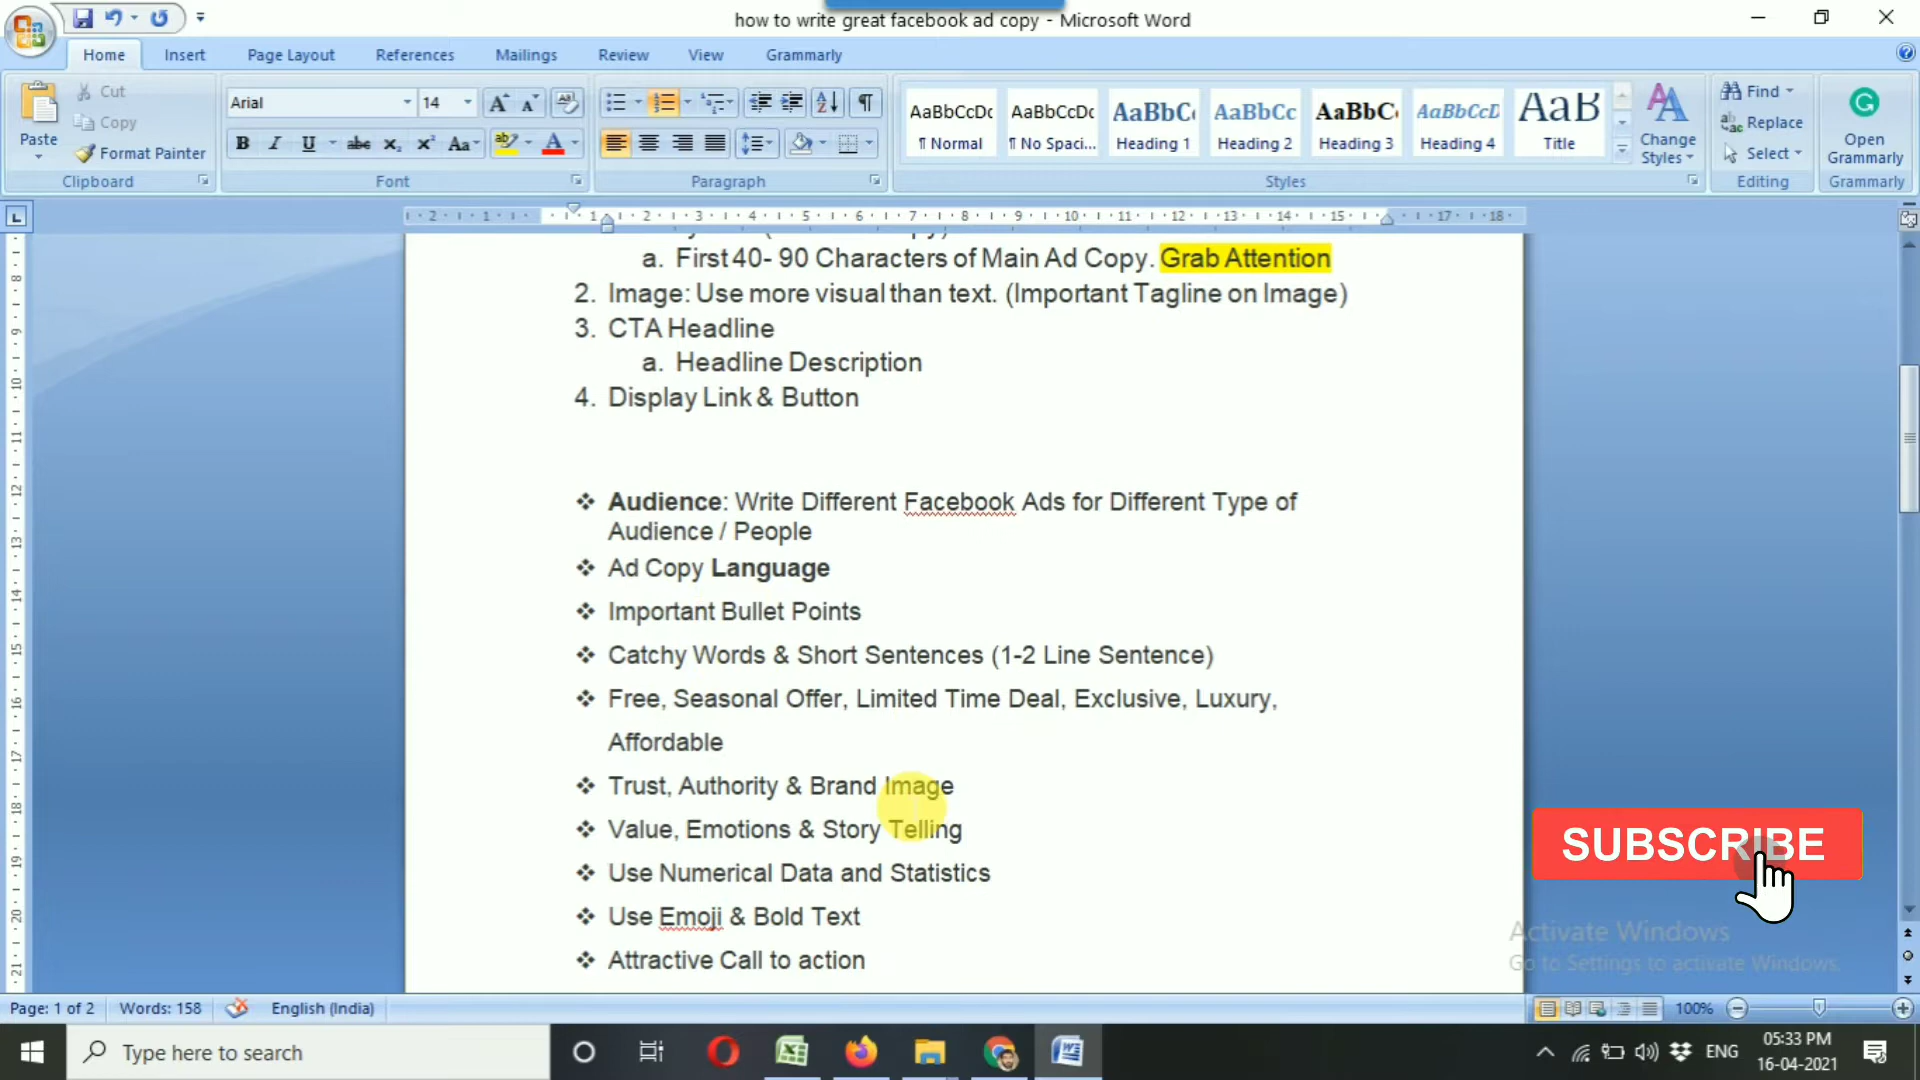 how to write great facebook ad copy - Microsoft Word
Home Insert Page Layout References Mailings Review View Grammarly
Paste
Cut
Copy
Format Painter
Clipboard
Arial 14
Font
Paragraph
AaBbCcDc AaBbCcDc AaBbC AaBbCc AaBbC AaBbCcD AaB
¶ Normal ¶ No Spaci... Heading 1 Heading 2 Heading 3 Heading 4 Title
Change
Styles
Styles
Find
Replace
Select
Editing
Open
Grammarly
Grammarly
a. First 40- 90 Characters of Main Ad Copy. Grab Attention
2. Image: Use more visual than text. (Important Tagline on Image)
3. CTA Headline
a. Headline Description
4. Display Link & Button
❖ Audience: Write Different Facebook Ads for Different Type of
Audience / People
❖ Ad Copy Language
❖ Important Bullet Points
❖ Catchy Words & Short Sentences (1-2 Line Sentence)
❖ Free, Seasonal Offer, Limited Time Deal, Exclusive, Luxury,
Affordable
❖ Trust, Authority & Brand Image
❖ Value, Emotions & Story Telling
❖ Use Numerical Data and Statistics
❖ Use Emoji & Bold Text
❖ Attractive Call to action
SUBSCRIBE
Activate Windows
Go to Settings to activate Windows.
Page: 1 of 2 Words: 158 English (India) 100%
Type here to search
ENG
05:33 PM
16-04-2021